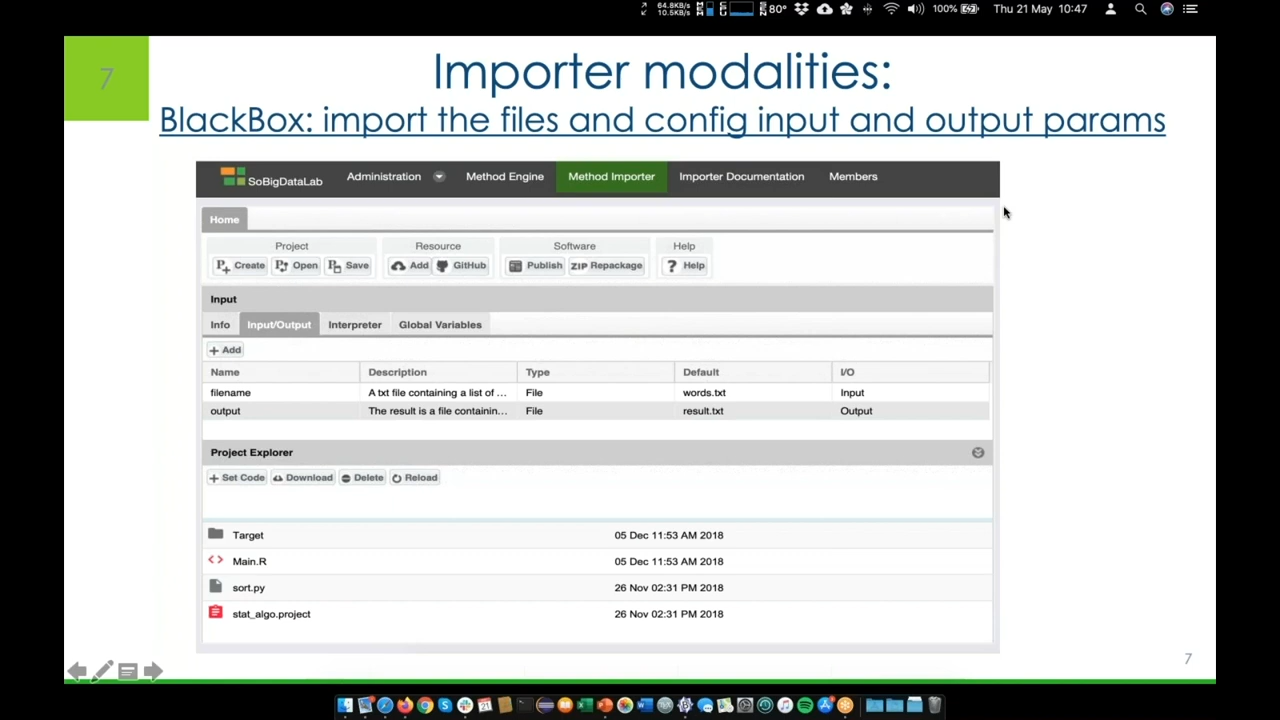 64.8KB/s
10.5KB/s
80° 100% Thu 21 May 10:47
7
Importer modalities:
BlackBox: import the files and config input and output params
SoBigDataLab Administration Method Engine Method Importer Importer Documentation Members
Home
Project Resource Software Help
Create Open Save Add GitHub Publish ZIP Repackage ? Help
Input
Info Input/Output Interpreter Global Variables
+ Add
Name Description Type Default I/O
filename A txt file containing a list of ... File words.txt Input
output The result is a file containin... File result.txt Output
Project Explorer
+ Set Code Download Delete Reload
Target 05 Dec 11:53 AM 2018
Main.R 05 Dec 11:53 AM 2018
sort.py 26 Nov 02:31 PM 2018
stat_algo.project 26 Nov 02:31 PM 2018
7